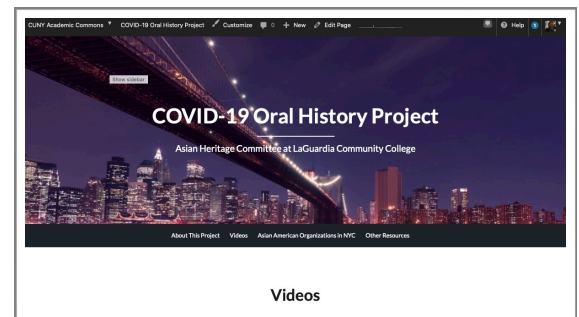 CUNY Academic Commons COVID-19 Oral History Project Customize 0 + New Edit Page Help 1
Show sidebar
COVID-19 Oral History Project
Asian Heritage Committee at LaGuardia Community College
About This Project Videos Asian American Organizations in NYC Other Resources
Videos